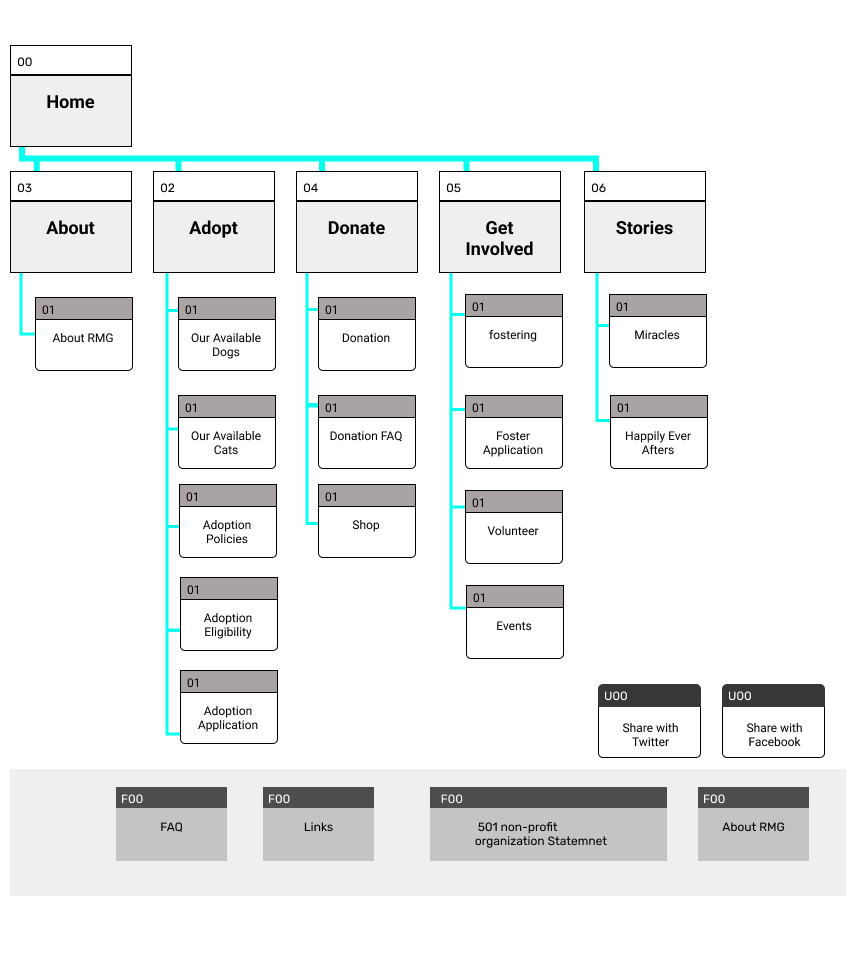 00
Home
03
About
02
Adopt
04
Donate
05
Get
Involved
06
Stories
01
About RMG
01
Our Available
Dogs
01
Our Available
Cats
01
Adoption
Policies
01
Adoption
Eligibility
01
Adoption
Application
01
Donation
01
Donation FAQ
01
Shop
01
fostering
01
Foster
Application
01
Volunteer
01
Events
01
Miracles
01
Happily Ever
Afters
U00
Share with
Twitter
U00
Share with
Facebook
F00
FAQ
F00
Links
F00
501 non-profit
organization Statemnet
F00
About RMG